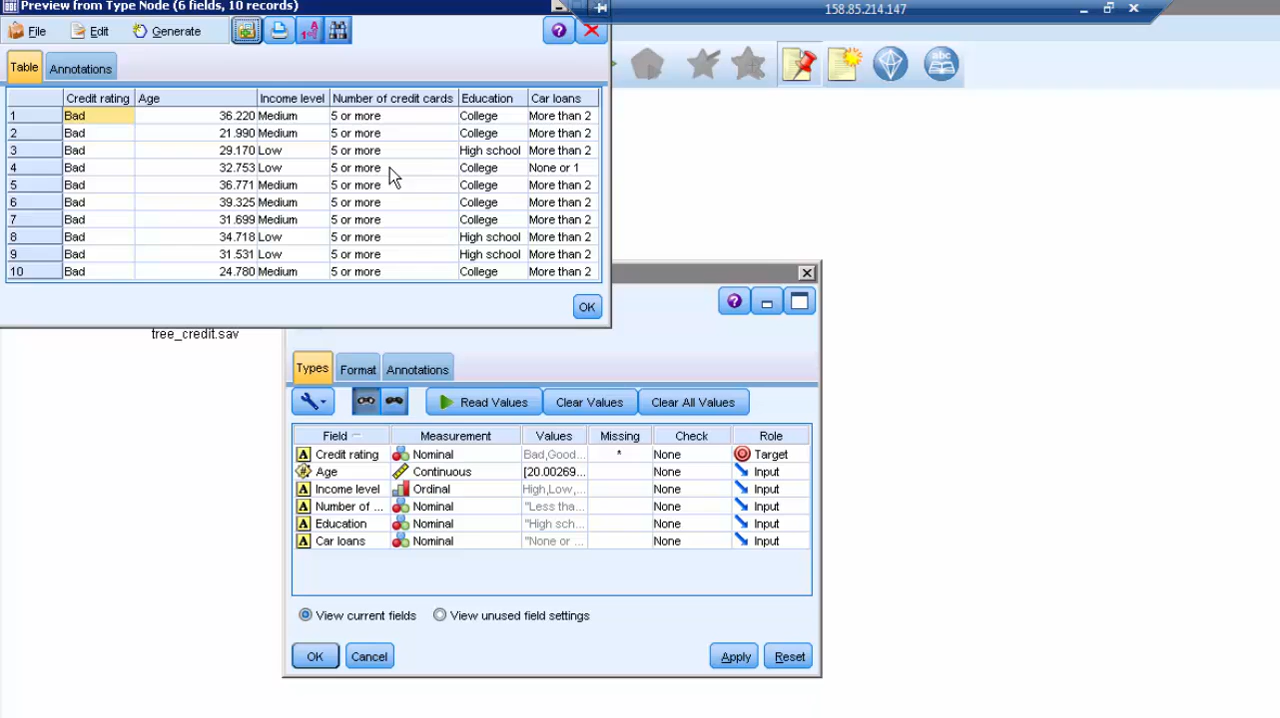 Preview from Type Node (6 fields, 10 records)
158.85.214.147
File Edit Generate
Table Annotations
Credit rating Age Income level Number of credit cards Education Car loans
1 Bad 36.220 Medium 5 or more College More than 2
2 Bad 21.990 Medium 5 or more College More than 2
3 Bad 29.170 Low 5 or more High school More than 2
4 Bad 32.753 Low 5 or more College None or 1
5 Bad 36.771 Medium 5 or more College More than 2
6 Bad 39.325 Medium 5 or more College More than 2
7 Bad 31.699 Medium 5 or more College More than 2
8 Bad 34.718 Low 5 or more High school More than 2
9 Bad 31.531 Low 5 or more High school More than 2
10 Bad 24.780 Medium 5 or more College More than 2
OK
tree_credit.sav
Types Format Annotations
Read Values Clear Values Clear All Values
Field Measurement Values Missing Check Role
A Credit rating Nominal Bad,Good... * None Target
Age Continuous [20.00269... None Input
A Income level Ordinal High,Low,... None Input
A Number of ... Nominal "Less tha... None Input
A Education Nominal "High sch... None Input
A Car loans Nominal "None or ... None Input
View current fields View unused field settings
OK Cancel Apply Reset